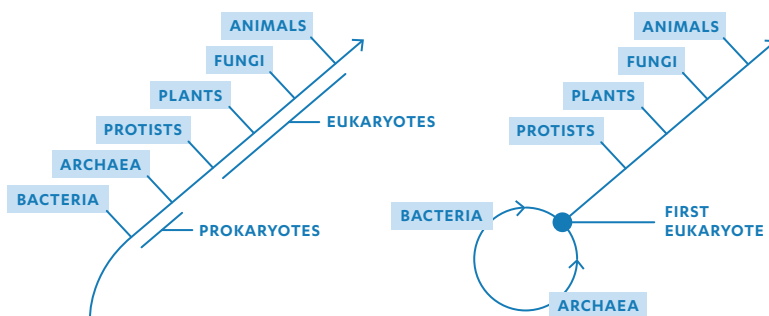 ANIMALS
FUNGI
PLANTS
EUKARYOTES
PROTISTS
ARCHAEA
BACTERIA
PROKARYOTES
ANIMALS
FUNGI
PLANTS
PROTISTS
BACTERIA
FIRST
EUKARYOTE
ARCHAEA